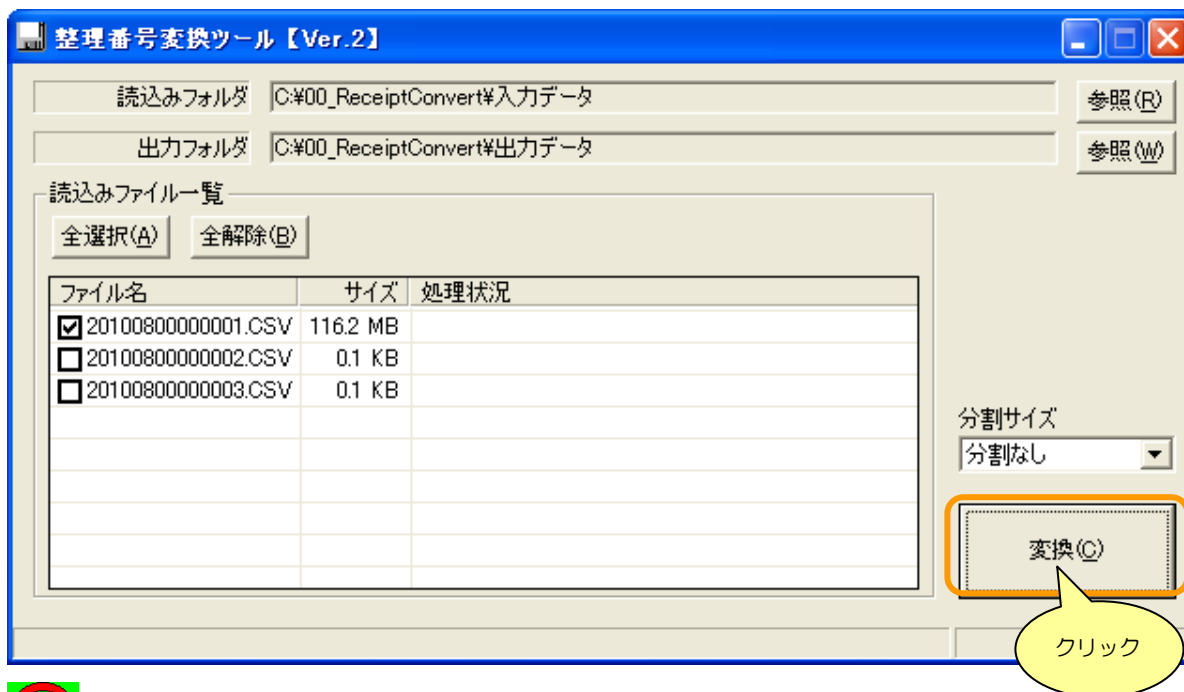 整理番号変換ツール【Ver.2】
読込みフォルダ C:¥00_ReceiptConvert¥入力データ 参照(R)
出力フォルダ C:¥00_ReceiptConvert¥出力データ 参照(W)
読込みファイル一覧
全選択(A) 全解除(B)
ファイル名 サイズ 処理状況
20100800000001.CSV 116.2 MB
20100800000002.CSV 0.1 KB
20100800000003.CSV 0.1 KB
分割サイズ
分割なし
変換(C)
クリック